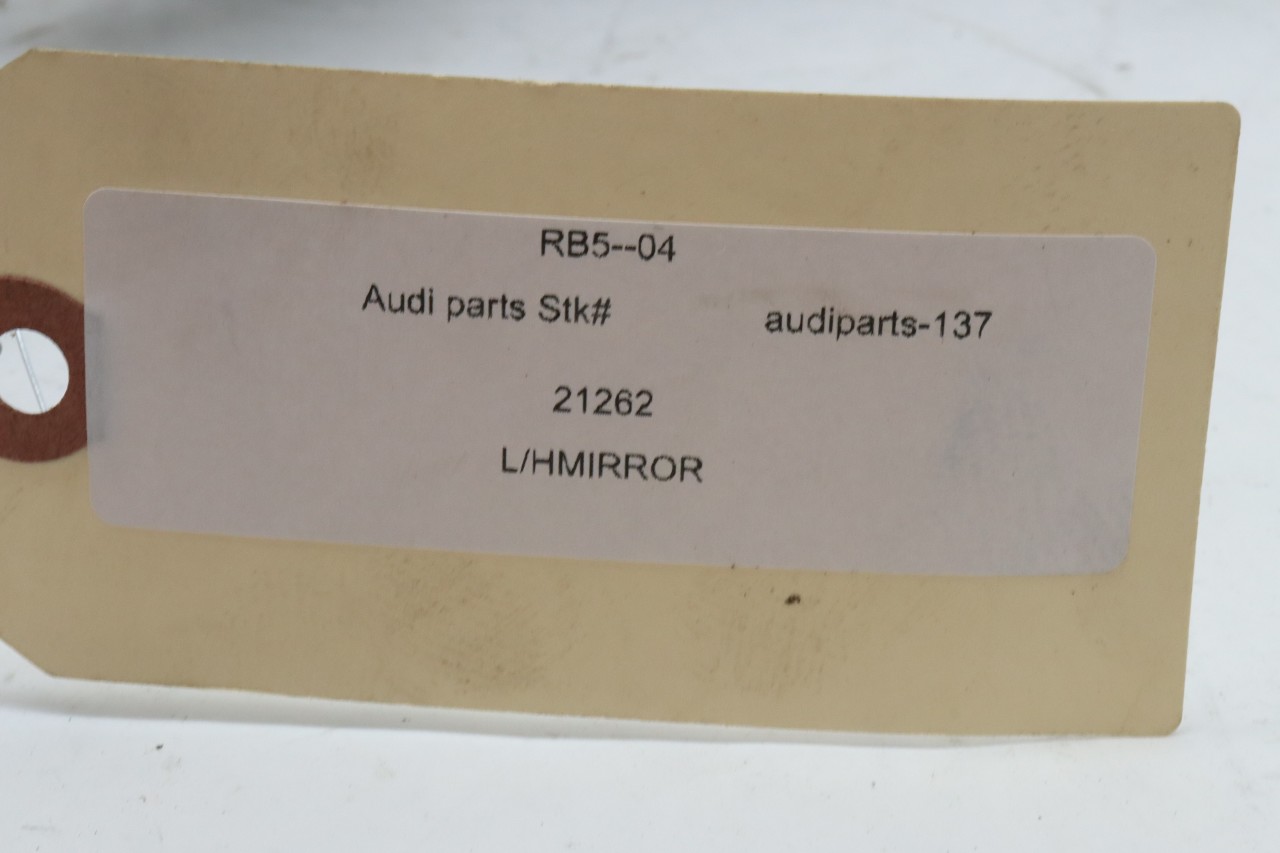 RB5--04
Audi parts Stk# audiparts-137
21262
L/HMIRROR